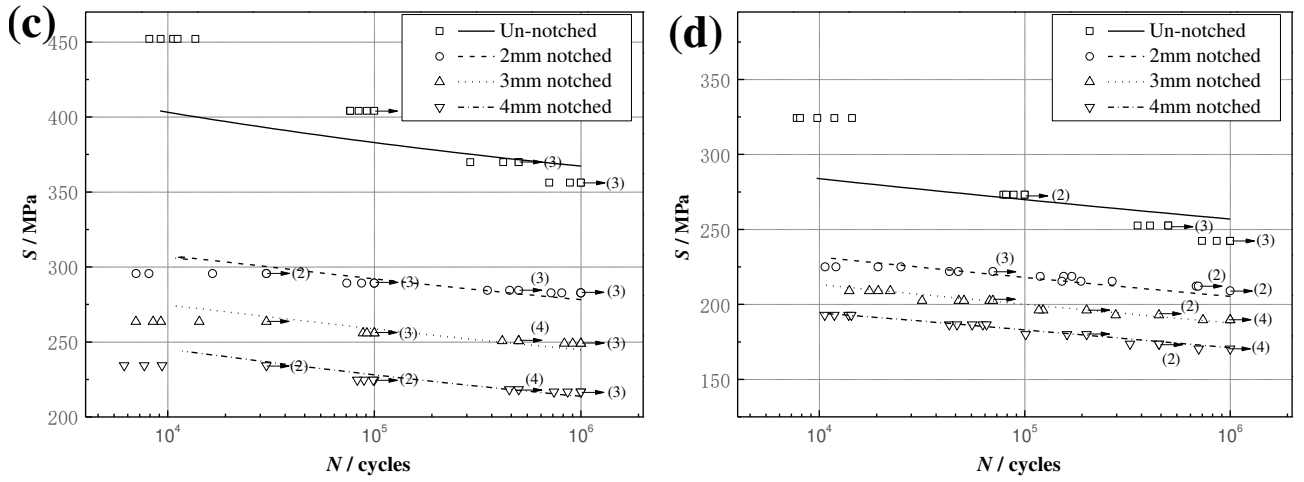 (c)
450
400
350
300
250
200
S / MPa
10⁴
10⁵
10⁶
N / cycles
Un-notched
2mm notched
3mm notched
4mm notched
(3)
(3)
(2)
(3)
(3)
(3)
(3)
(4)
(3)
(2)
(2)
(4)
(3)
(d)
350
300
250
200
150
S / MPa
10⁴
10⁵
10⁶
N / cycles
Un-notched
2mm notched
3mm notched
4mm notched
(2)
(3)
(3)
(3)
(2)
(2)
(2)
(4)
(2)
(4)